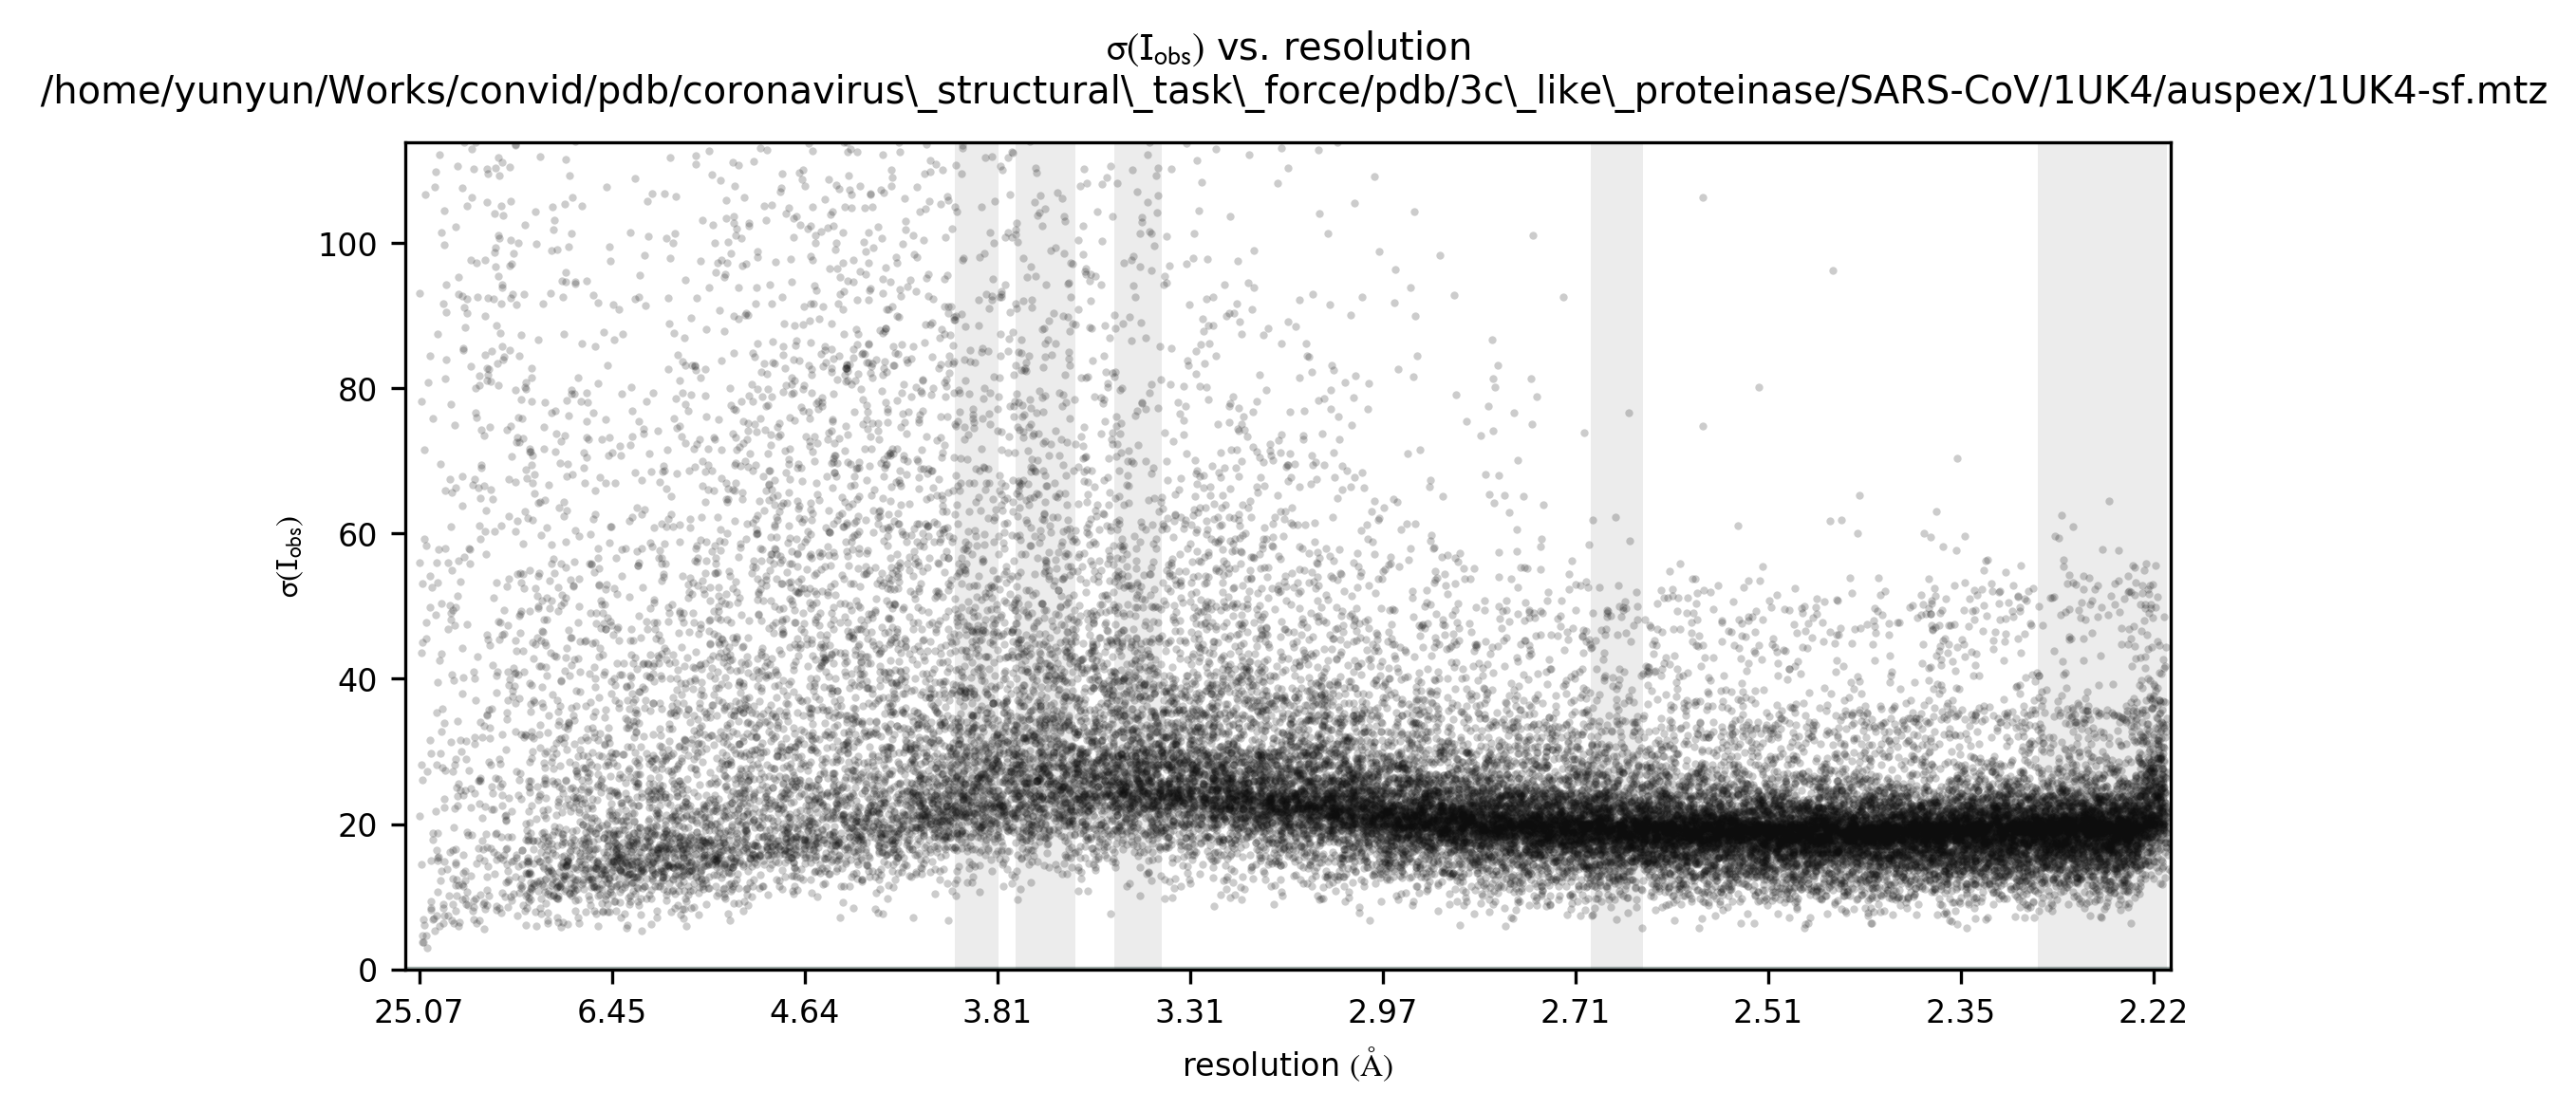 σ(I_obs) vs. resolution
/home/yunyun/Works/convid/pdb/coronavirus\_structural\_task\_force/pdb/3c\_like\_proteinase/SARS-CoV/1UK4/auspex/1UK4-sf.mtz
100
80
60
σ(I_obs)
40
20
0
25.07 6.45 4.64 3.81 3.31 2.97 2.71 2.51 2.35 2.22
resolution (Å)